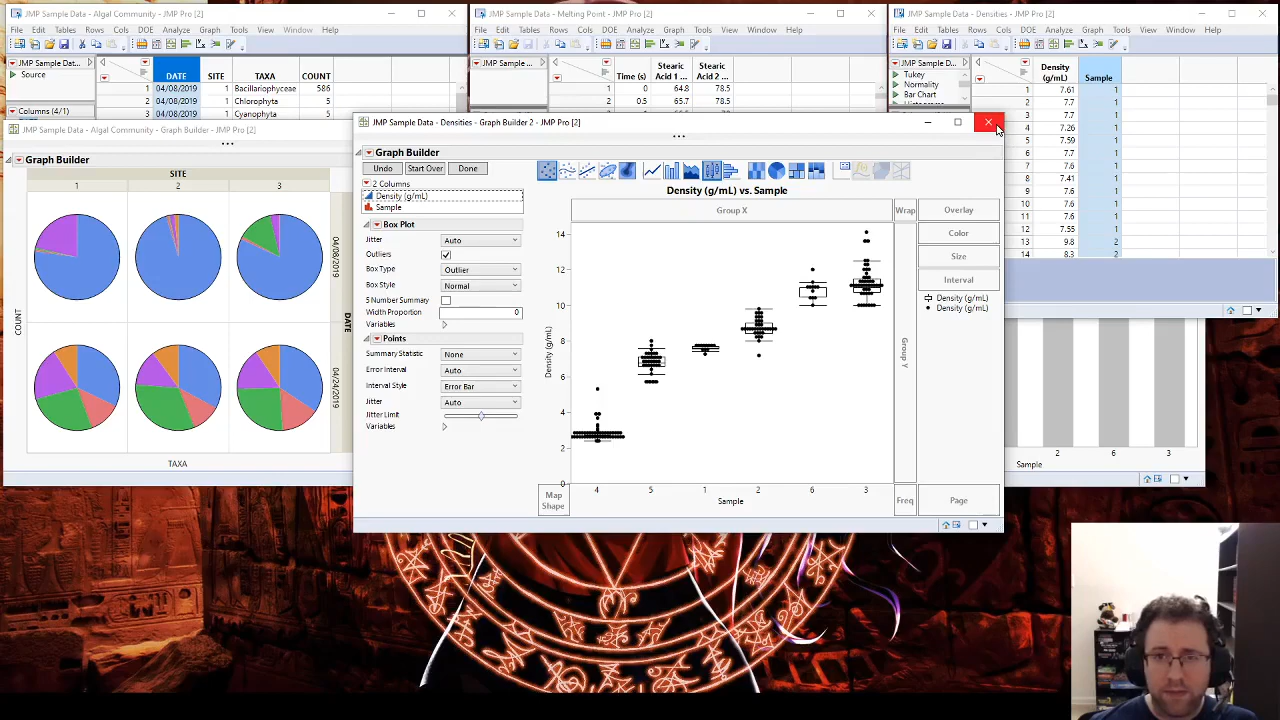 JMP Sample Data - Algal Community - JMP Pro [2]
File Edit Tables Rows Cols DOE Analyze Graph Tools View Window Help
JMP Sample Dat...
Source
Columns (4/1)
DATE SITE TAXA COUNT
1 04/08/2019 1 Bacillariophyceae 586
2 04/08/2019 1 Chlorophyta
3 04/08/2019 1 Cyanophyta
JMP Sample Data - Melting Point - JMP Pro [2]
File Edit Tables Rows Cols DOE Analyze Graph Tools View Window Help
JMP Sample ...
Time (s) Stearic Acid 1 ... Stearic Acid 2 ...
1 0 64.8 78.5
2 0.5 65.7 78.5
JMP Sample Data - Densities - JMP Pro [2]
File Edit Tables Rows Cols DOE Analyze Graph Tools View Window Help
JMP Sample D...
Tukey
Normality
Bar Chart
Density (g/mL) Sample
1 7.61 1
2 7.7 1
3 7.7 1
4 7.26 1
5 7.59 1
6 7.7 1
8 7.41 1
9 7.6 1
10 7.6 1
11 7.6 1
12 7.55 1
13 9.8 2
14 8.3 2
JMP Sample Data - Algal Community - Graph Builder - JMP Pro [2]
Graph Builder
SITE
1 2 3
COUNT
04/08/2019
DATE
04/24/2019
TAXA
JMP Sample Data - Densities - Graph Builder 2 - JMP Pro [2]
Graph Builder
Undo Start Over Done
2 Columns
Density (g/mL)
Sample
Box Plot
Jitter Auto
Outliers
Box Type Outlier
Box Style Normal
5 Number Summary
Width Proportion 0
Variables
Points
Summary Statistic None
Error Interval Auto
Interval Style Error Bar
Jitter Auto
Jitter Limit
Variables
Density (g/mL) vs. Sample
Group X
Wrap
Overlay
Color
Size
Interval
Density (g/mL)
Density (g/mL)
Group Y
Density (g/mL)
14
12
10
8
6
4
2
0
4 5 1 2 6 3
Sample
Map Shape
Freq
Page
2 6 3
Sample